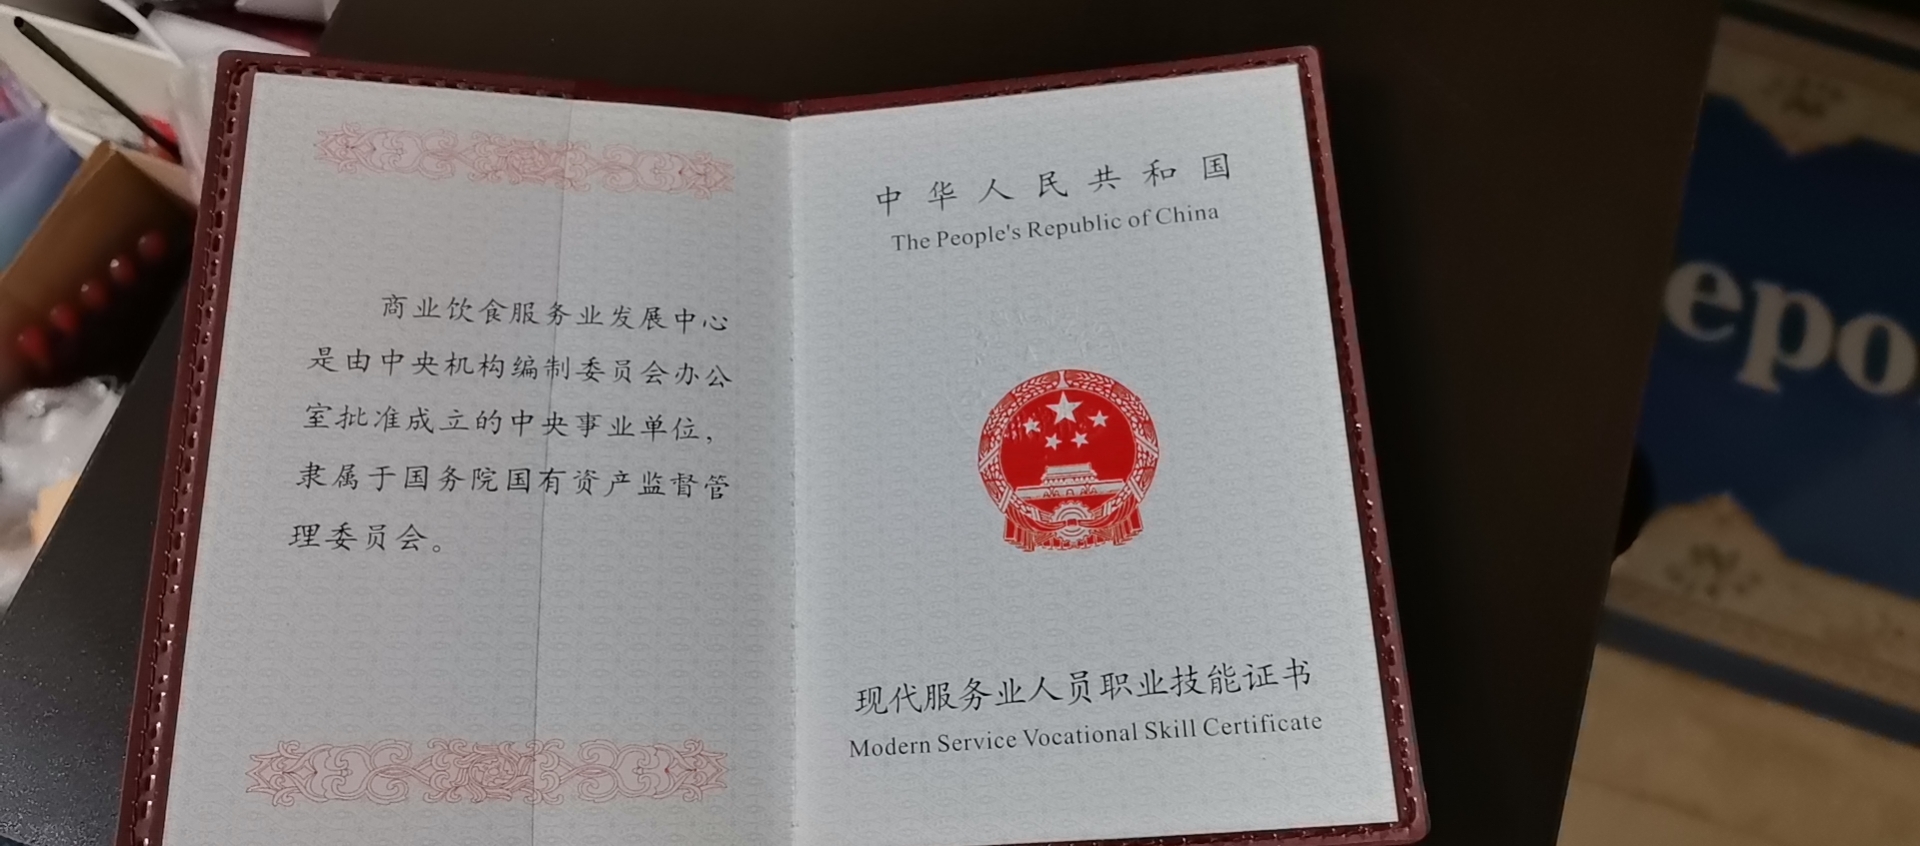 商业饮食服务业发展中心
是由中央机构编制委员会办公
室批准成立的中央事业单位，
隶属于国务院国有资产监督管
理委员会。
中华人民共和国
The People's Republic of China
现代服务业人员职业技能证书
Modern Service Vocational Skill Certificate
epo